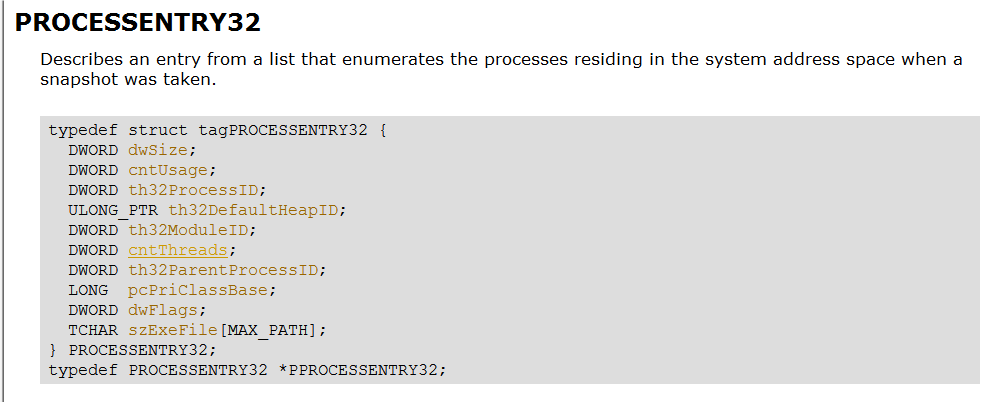 PROCESSENTRY32
Describes an entry from a list that enumerates the processes residing in the system address space when a
snapshot was taken.
typedef struct tagPROCESSENTRY32 {
  DWORD dwSize;
  DWORD cntUsage;
  DWORD th32ProcessID;
  ULONG_PTR th32DefaultHeapID;
  DWORD th32ModuleID;
  DWORD cntThreads;
  DWORD th32ParentProcessID;
  LONG  pcPriClassBase;
  DWORD dwFlags;
  TCHAR szExeFile[MAX_PATH];
} PROCESSENTRY32;
typedef PROCESSENTRY32 *PPROCESSENTRY32;